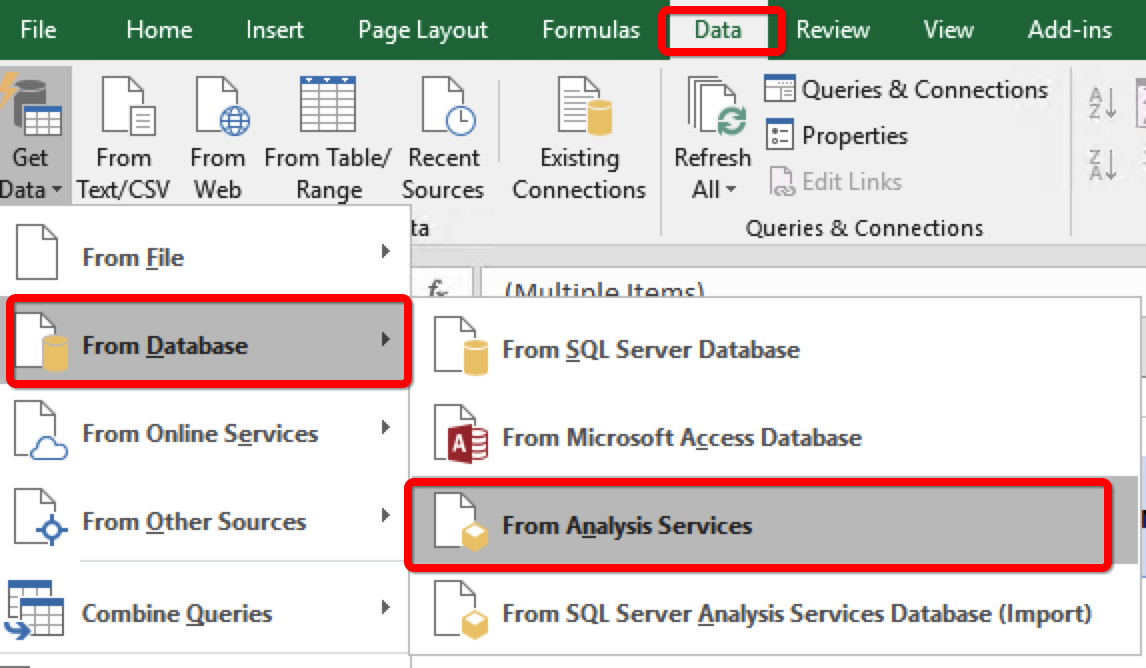 File Home Insert Page Layout Formulas Data Review View Add-ins
Get Data
From Text/CSV
From Web
From Table/ Range
Recent Sources
Existing Connections
Refresh All
Queries & Connections
Properties
Edit Links
ta
Queries & Connections
From File
fx (Multiple Items)
From Database
From Online Services
From Other Sources
Combine Queries
From SQL Server Database
From Microsoft Access Database
From Analysis Services
From SQL Server Analysis Services Database (Import)